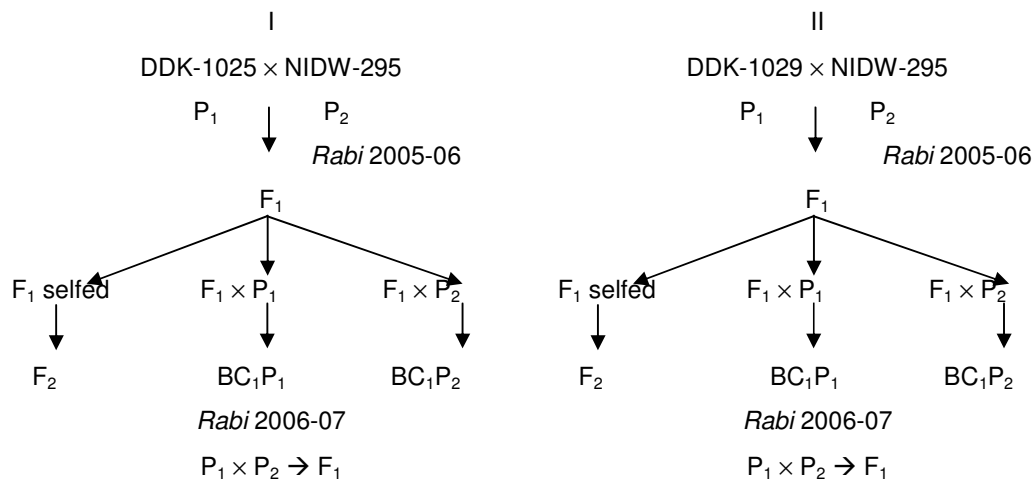 I II
DDK-1025 × NIDW-295 DDK-1029 × NIDW-295
P₁ P₂ P₁ P₂
Rabi 2005-06 Rabi 2005-06
F₁ F₁
F₁ selfed F₁ × P₁ F₁ × P₂ F₁ selfed F₁ × P₁ F₁ × P₂
F₂ BC₁P₁ BC₁P₂ F₂ BC₁P₁ BC₁P₂
Rabi 2006-07 Rabi 2006-07
P₁ × P₂ → F₁ P₁ × P₂ → F₁